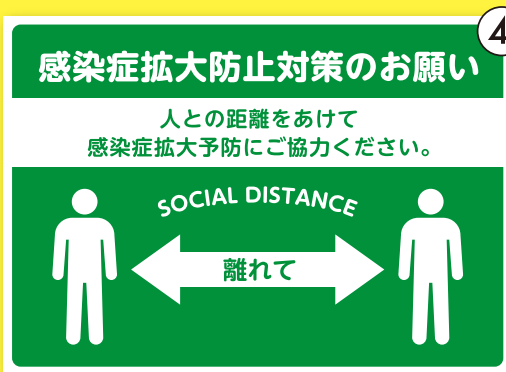 ④
感染症拡大防止対策のお願い
人との距離をあけて
感染症拡大予防にご協力ください。
SOCIAL DISTANCE
離れて